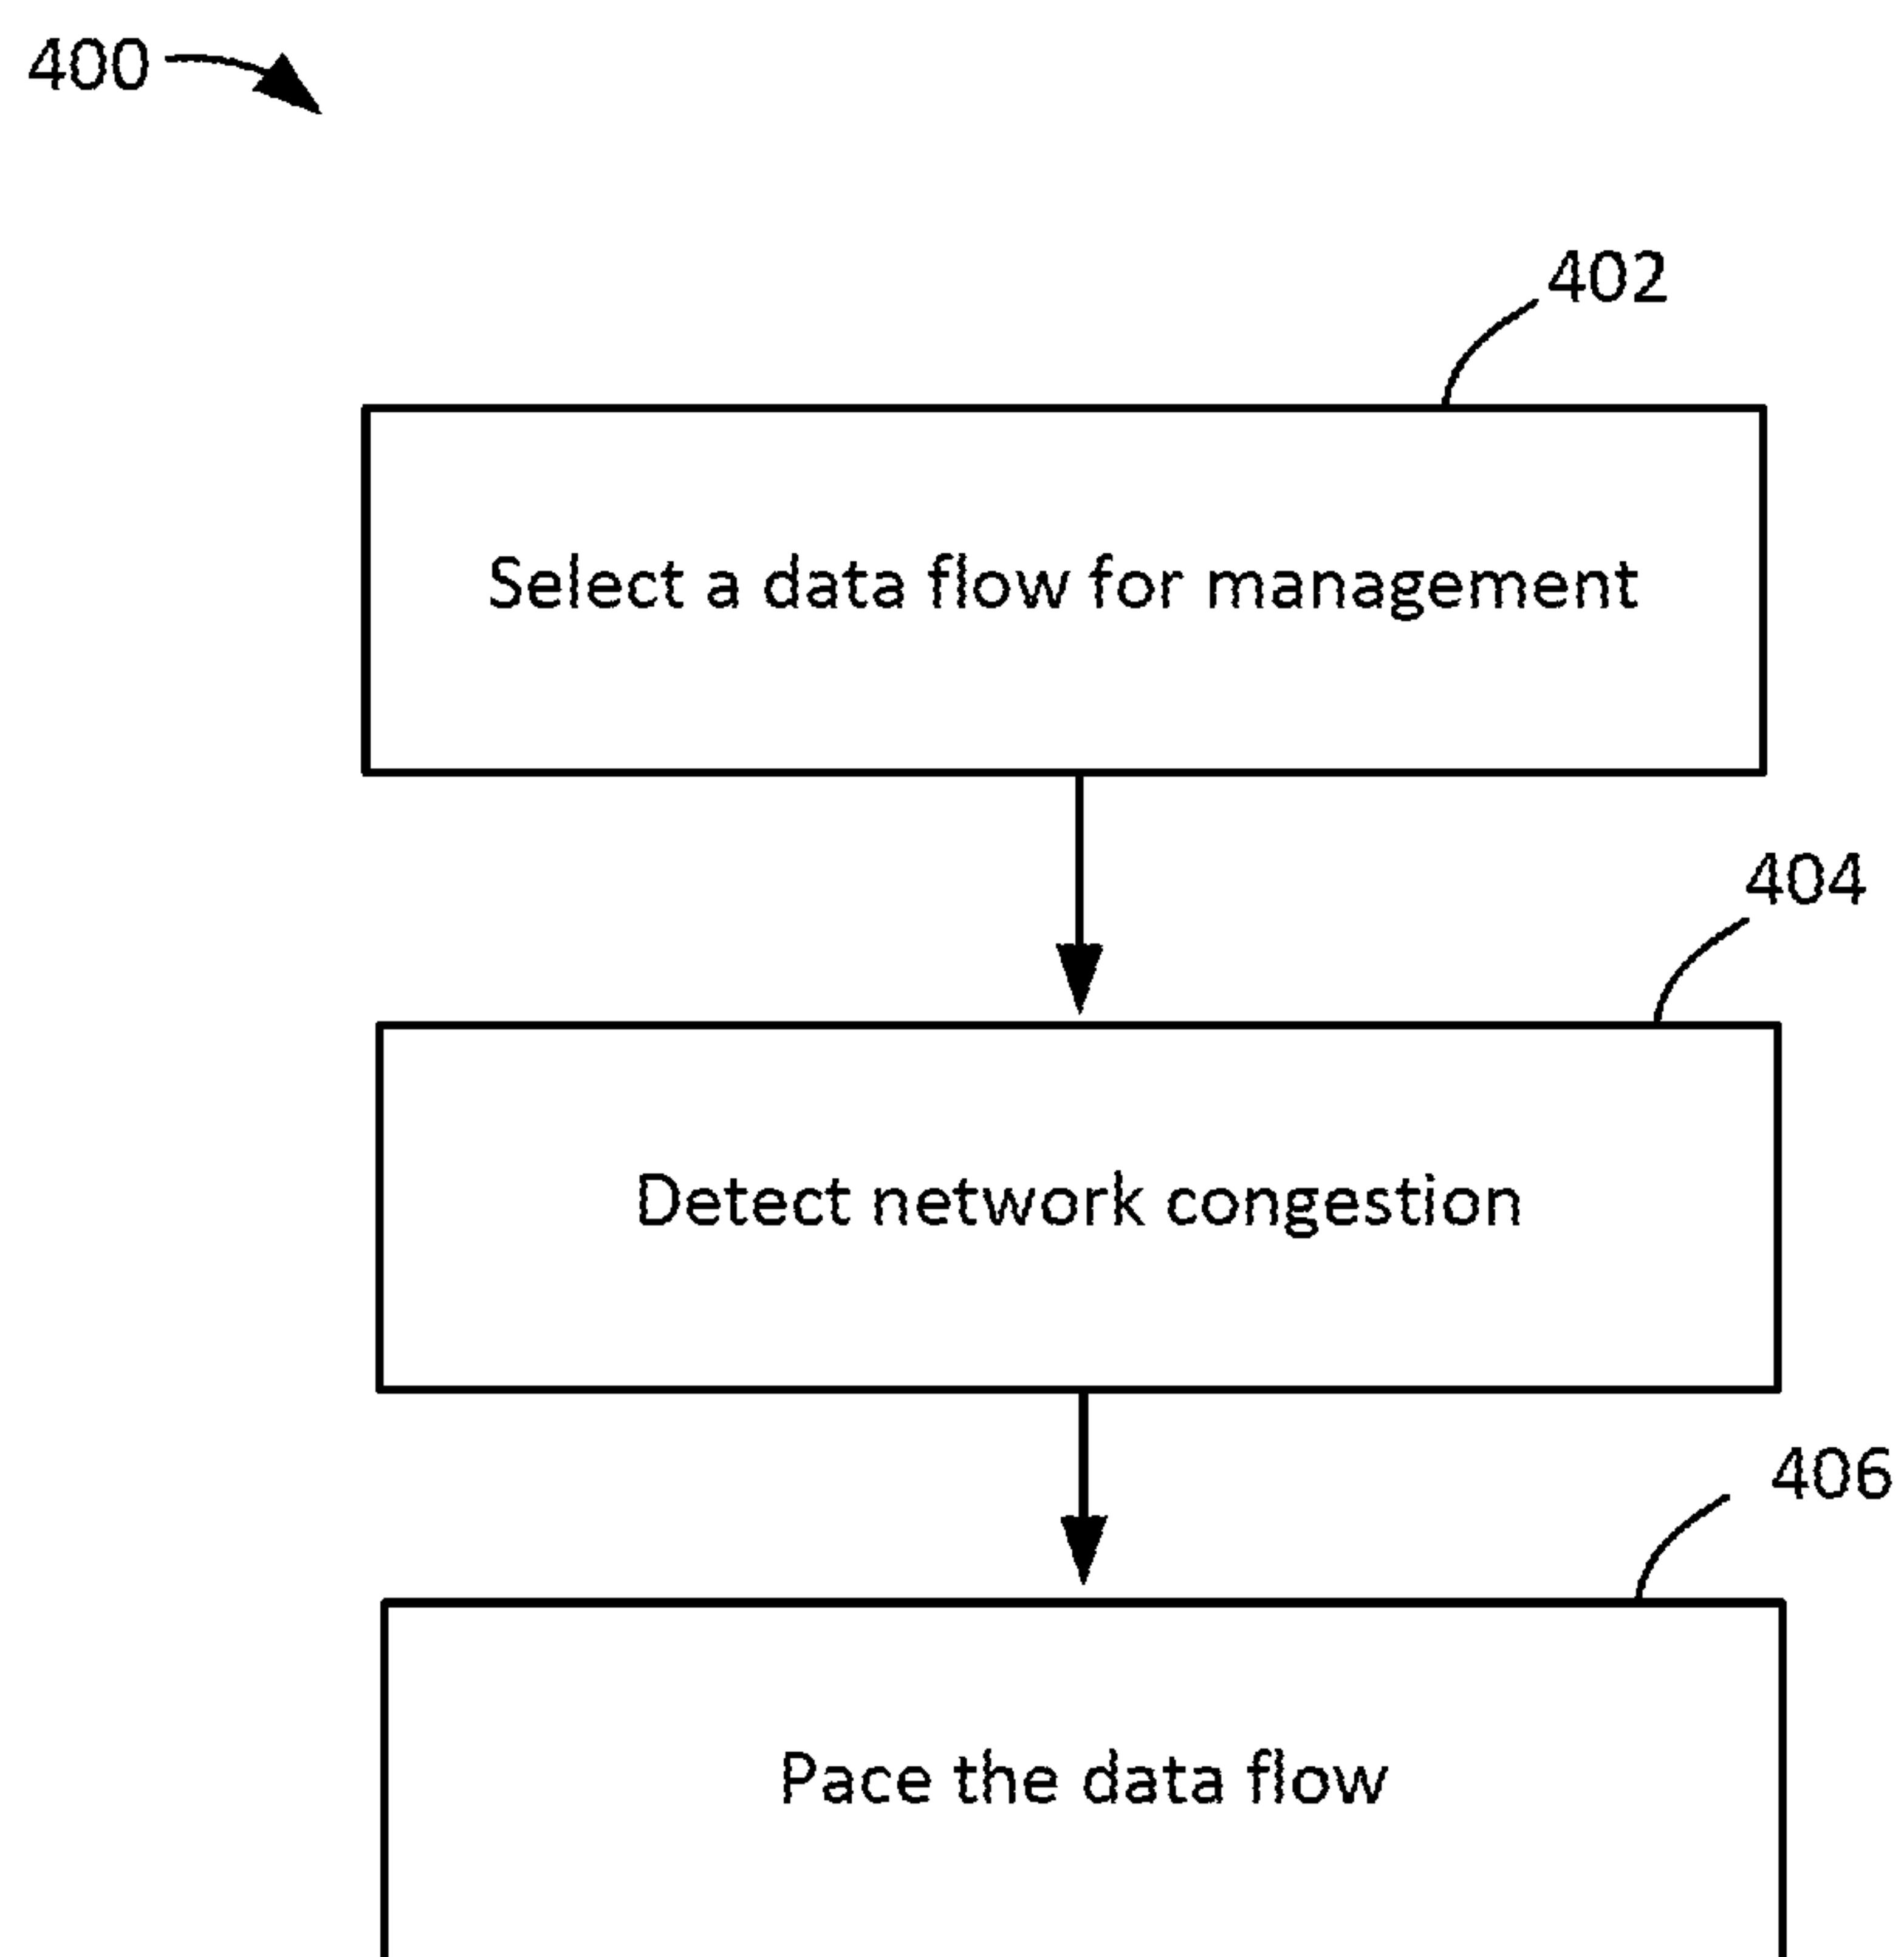 400
402
Select a data flow for management
404
Detect network congestion
406
Pace the data flow